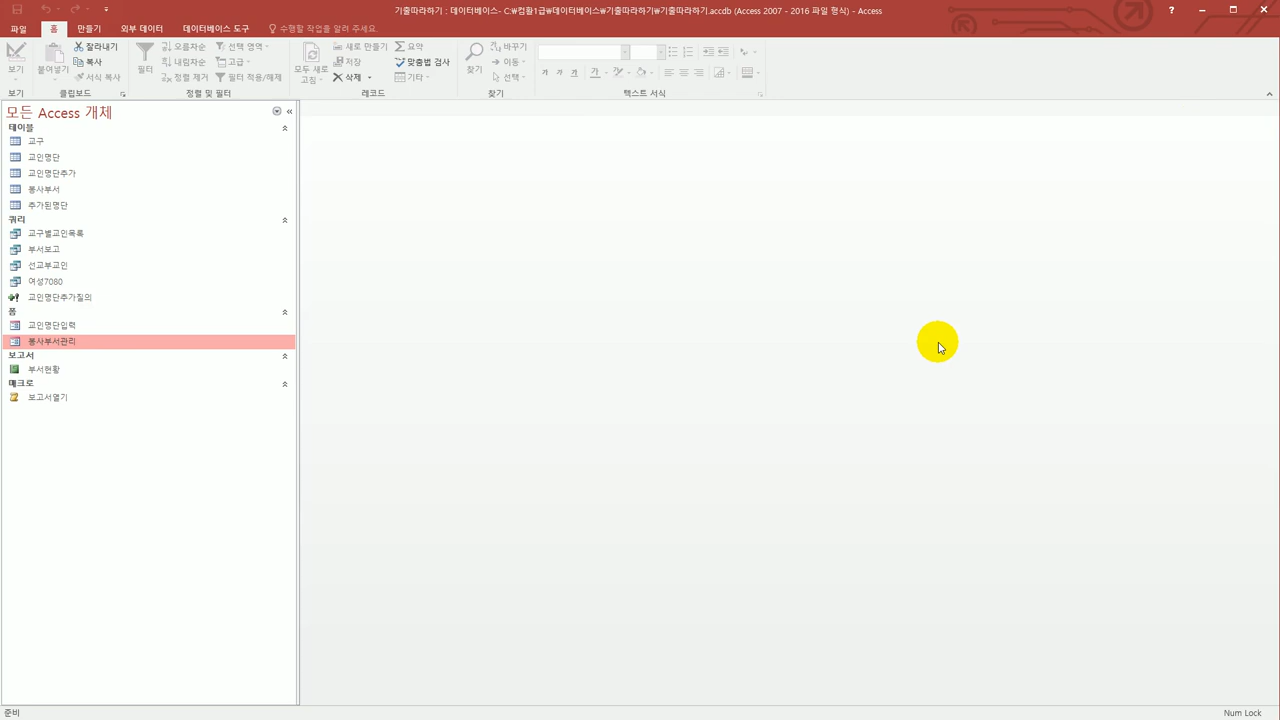 기출따라하기 : 데이터베이스- C:₩컴활1급₩데이터베이스₩기출따라하기₩기출따라하기.accdb (Access 2007 - 2016 파일 형식) - Access
파일 홈 만들기 외부 데이터 데이터베이스 도구 수행할 작업을 알려 주세요.
보기
붙여넣기
잘라내기
복사
서식 복사
필터
오름차순
내림차순
정렬 제거
선택 영역
고급
필터 적용/해제
모두 새로
고침
새로 만들기
저장
삭제
요약
맞춤법 검사
기타
찾기
바꾸기
이동
선택
가 가 가 가
보기 클립보드 정렬 및 필터 레코드 찾기 텍스트 서식
모든 Access 개체
테이블
교구
교인명단
교인명단추가
봉사부서
추가된명단
쿼리
교구별교인목록
부서보고
선교부교인
여성7080
교인명단추가질의
폼
교인명단입력
봉사부서관리
보고서
부서현황
매크로
보고서열기
준비 Num Lock